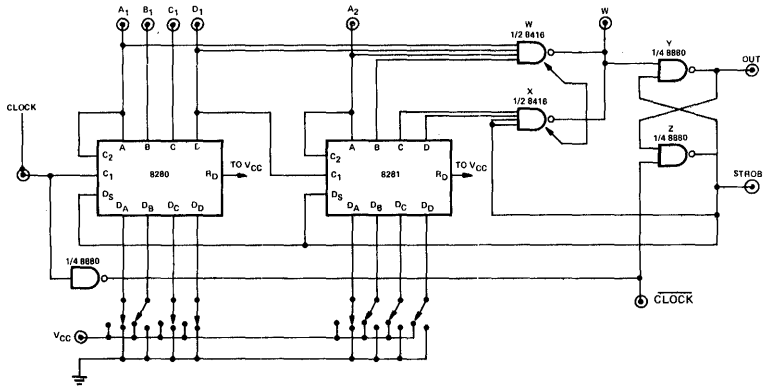 A1 B1 C1 D1 A2 W W Y
1/2 8416
1/4 8880
OUT
CLOCK
X
1/2 8416
Z
1/4 8880
A B C D
C2
C1
8280
RD
TO VCC
DS
DA DB DC DD
A B C D
C2
C1
8281
RD
TO VCC
DS
DA DB DC DD
STROB
1/4 8880
CLOCK
VCC